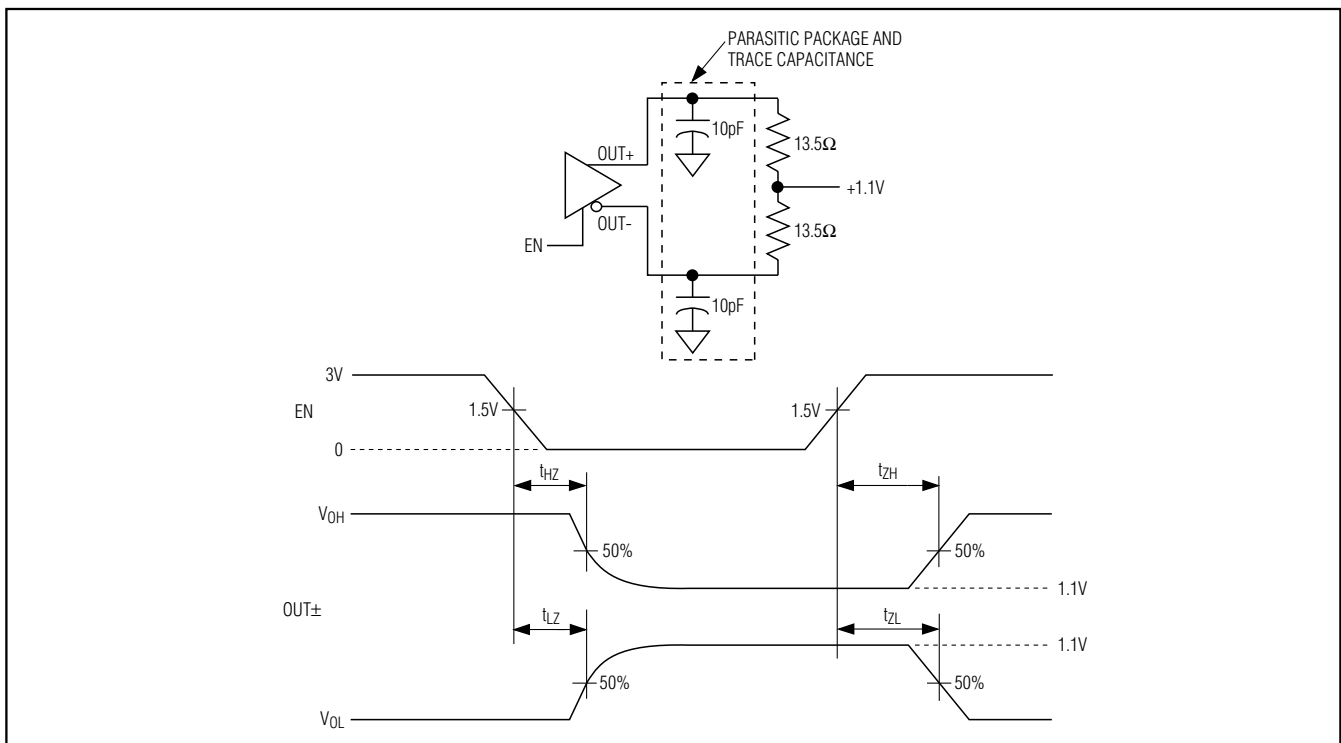 PARASITIC PACKAGE AND
TRACE CAPACITANCE
10pF
13.5Ω
OUT+
+1.1V
OUT-
13.5Ω
EN
10pF
3V
EN
1.5V
1.5V
0
tHZ
tZH
VOH
50%
50%
1.1V
OUT±
tLZ
tZL
1.1V
50%
50%
VOL